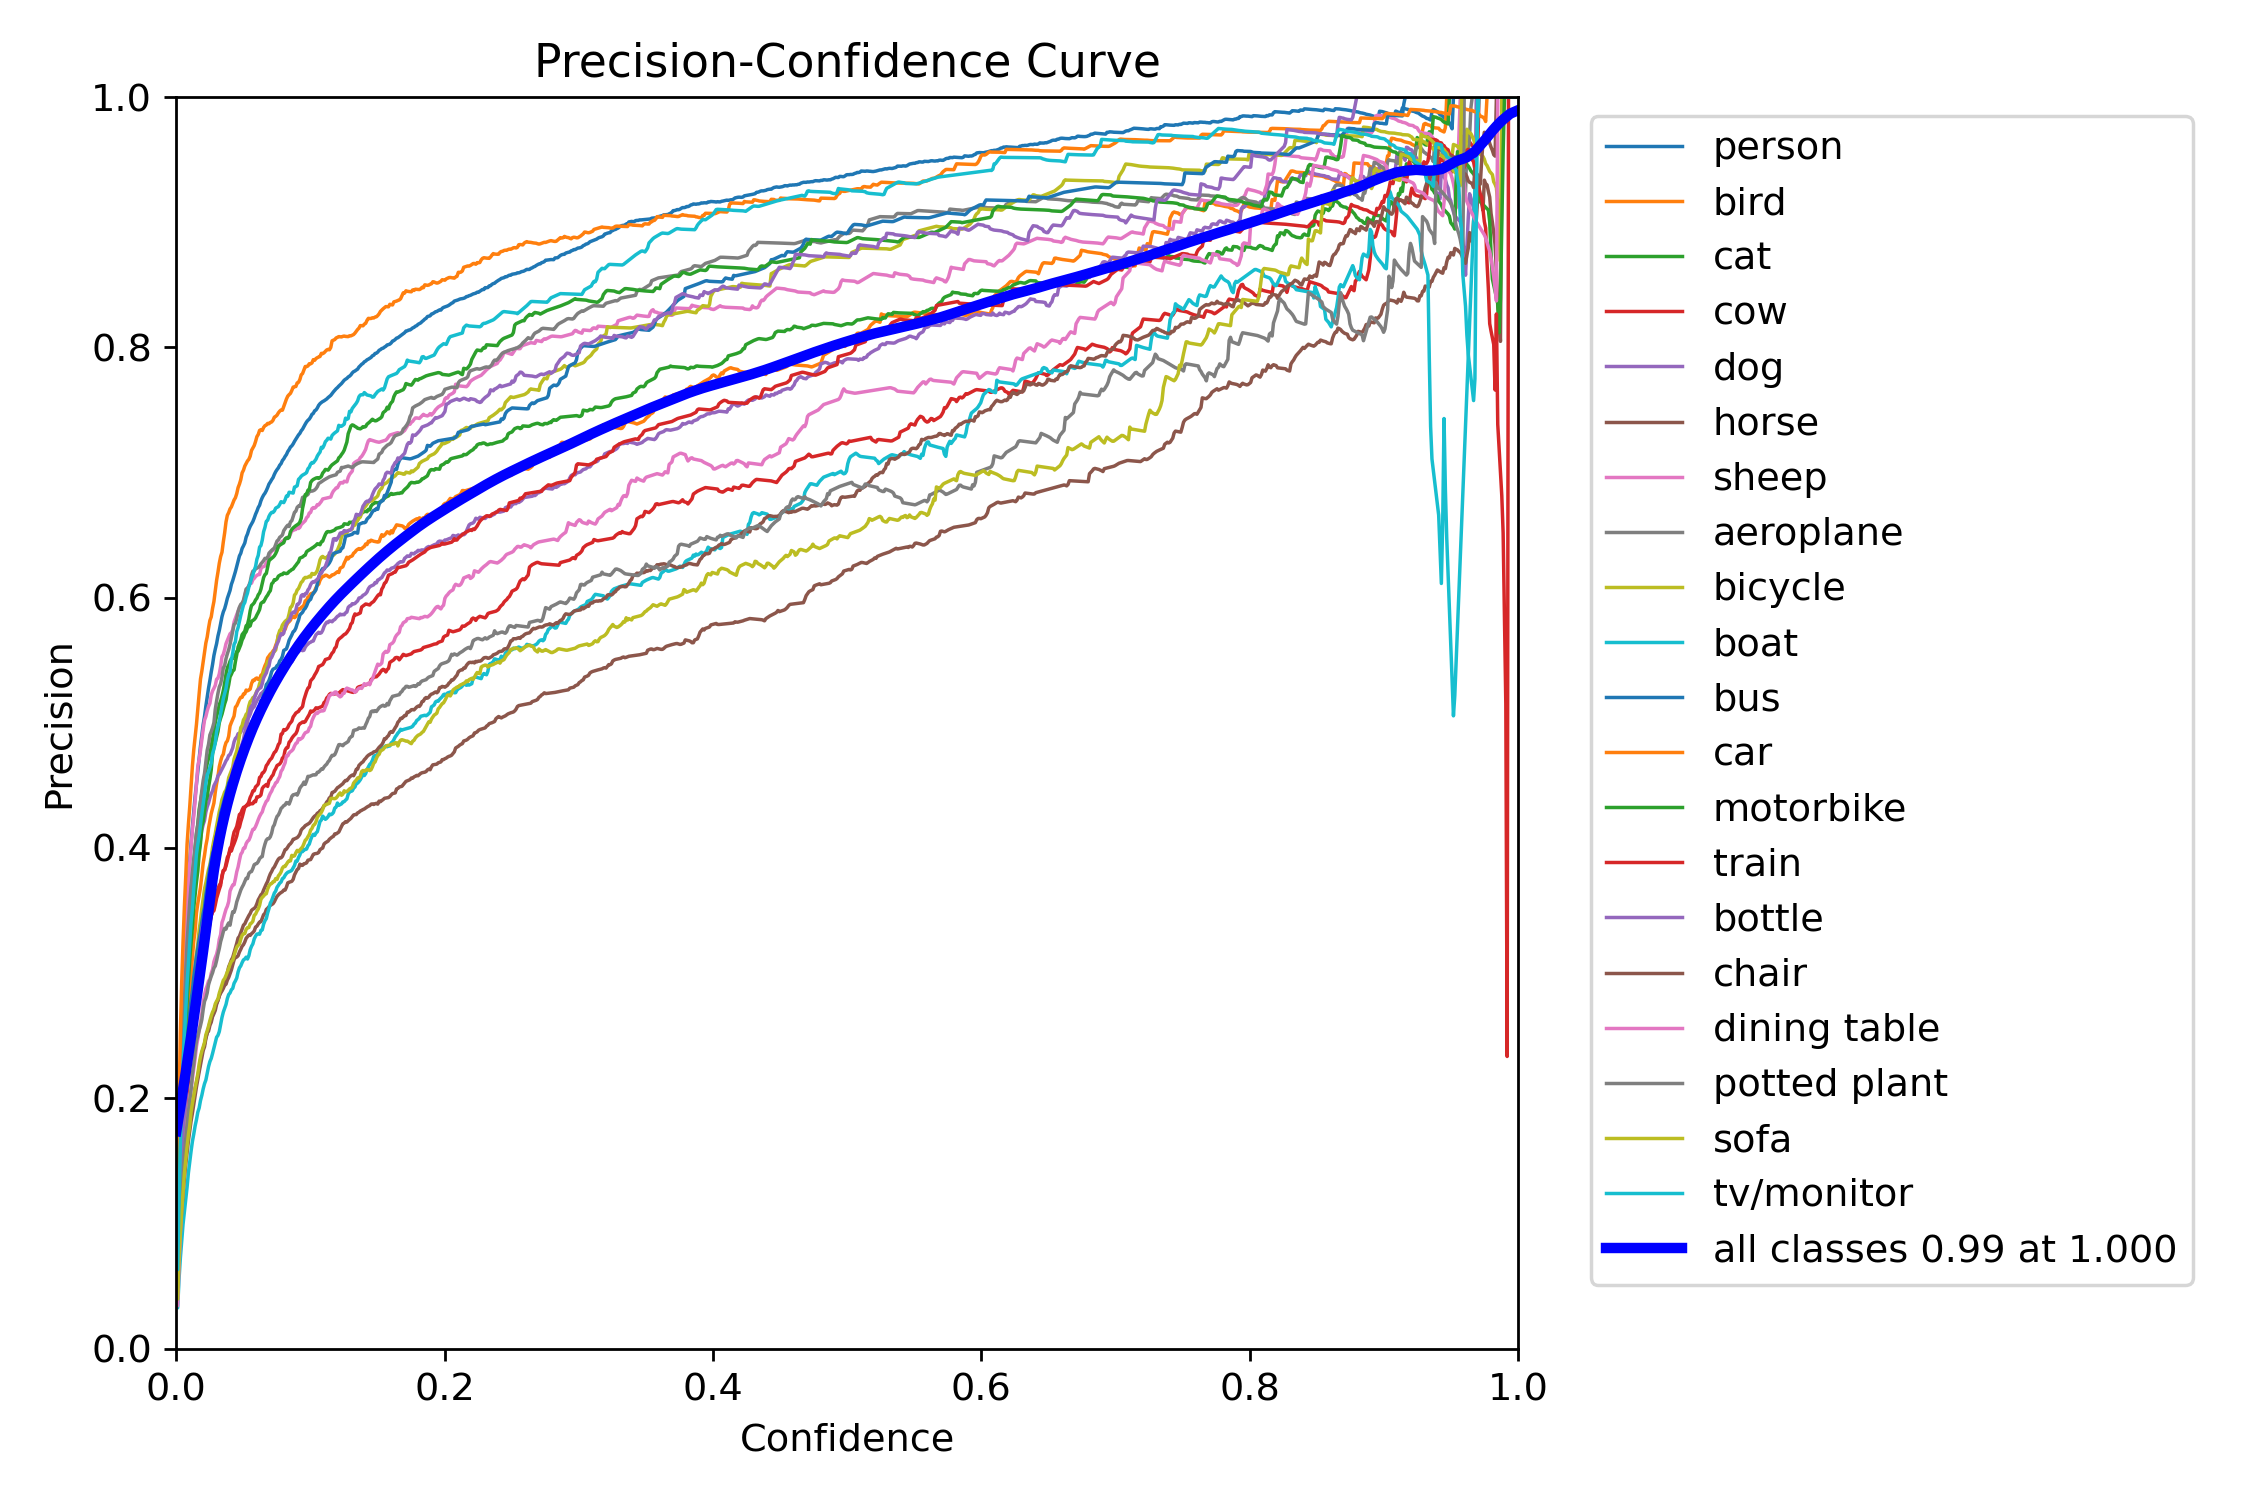 Precision-Confidence Curve
1.0
0.8
0.6
0.4
0.2
0.0
Precision
0.0 0.2 0.4 0.6 0.8 1.0
Confidence
person
bird
cat
cow
dog
horse
sheep
aeroplane
bicycle
boat
bus
car
motorbike
train
bottle
chair
dining table
potted plant
sofa
tv/monitor
all classes 0.99 at 1.000